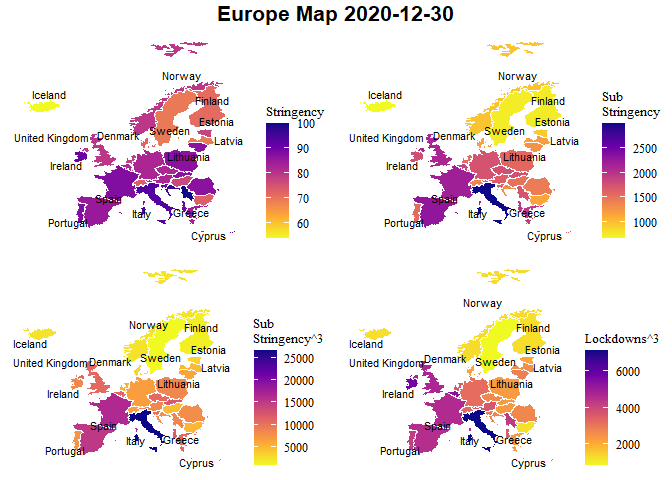 Europe Map 2020-12-30
Norway
Iceland
Finland
Estonia
United Kingdom
Denmark
Sweden
Latvia
Ireland
Lithuania
Spain
Portugal
Italy
Greece
Cyprus
Stringency
100
90
80
70
60
Norway
Iceland
Finland
Estonia
United Kingdom
Denmark
Sweden
Latvia
Ireland
Lithuania
Spain
Portugal
Italy
Greece
Cyprus
Sub
Stringency
2500
2000
1500
1000
Norway
Iceland
Finland
Estonia
United Kingdom
Denmark
Sweden
Latvia
Ireland
Lithuania
Spain
Portugal
Italy
Greece
Cyprus
Sub
Stringency^3
25000
20000
15000
10000
5000
Norway
Iceland
Finland
Estonia
United Kingdom
Denmark
Sweden
Latvia
Ireland
Lithuania
Spain
Portugal
Italy
Greece
Cyprus
Lockdowns^3
6000
4000
2000